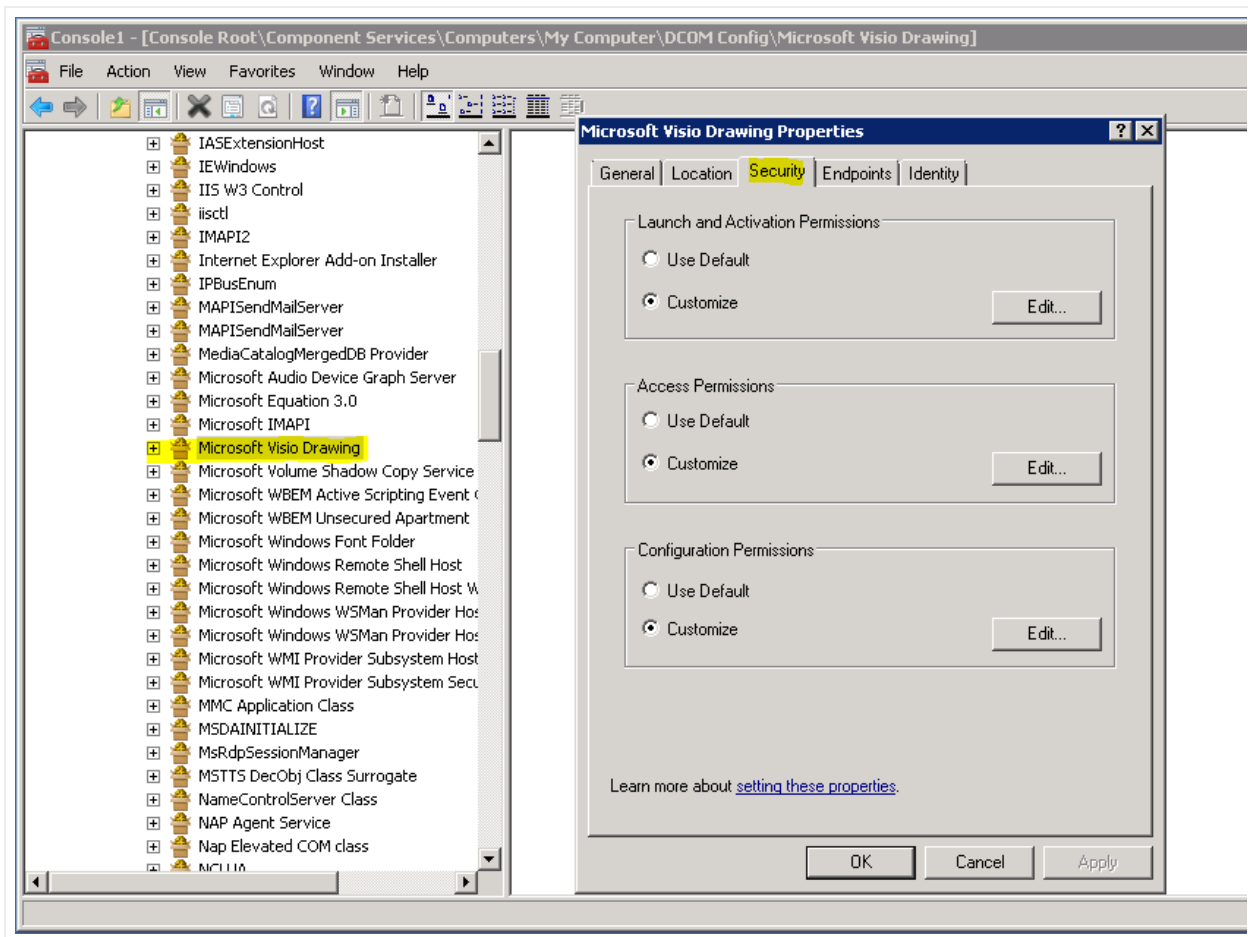 Console1 - [Console Root\Component Services\Computers\My Computer\DCOM Config\Microsoft Visio Drawing]
File Action View Favorites Window Help
IASExtensionHost
IEWindows
IIS W3 Control
iisctl
IMAPI2
Internet Explorer Add-on Installer
IPBusEnum
MAPISendMailServer
MAPISendMailServer
MediaCatalogMergedDB Provider
Microsoft Audio Device Graph Server
Microsoft Equation 3.0
Microsoft IMAPI
Microsoft Visio Drawing
Microsoft Volume Shadow Copy Service
Microsoft WBEM Active Scripting Event
Microsoft WBEM Unsecured Apartment
Microsoft Windows Font Folder
Microsoft Windows Remote Shell Host
Microsoft Windows Remote Shell Host W
Microsoft Windows WSMan Provider Hos
Microsoft Windows WSMan Provider Hos
Microsoft WMI Provider Subsystem Host
Microsoft WMI Provider Subsystem Secu
MMC Application Class
MSDAINITIALIZE
MsRdpSessionManager
MSTTS DecObj Class Surrogate
NameControlServer Class
NAP Agent Service
Nap Elevated COM class
Microsoft Visio Drawing Properties
General Location Security Endpoints Identity
Launch and Activation Permissions
Use Default
Customize
Edit...
Access Permissions
Use Default
Customize
Edit...
Configuration Permissions
Use Default
Customize
Edit...
Learn more about setting these properties.
OK Cancel Apply